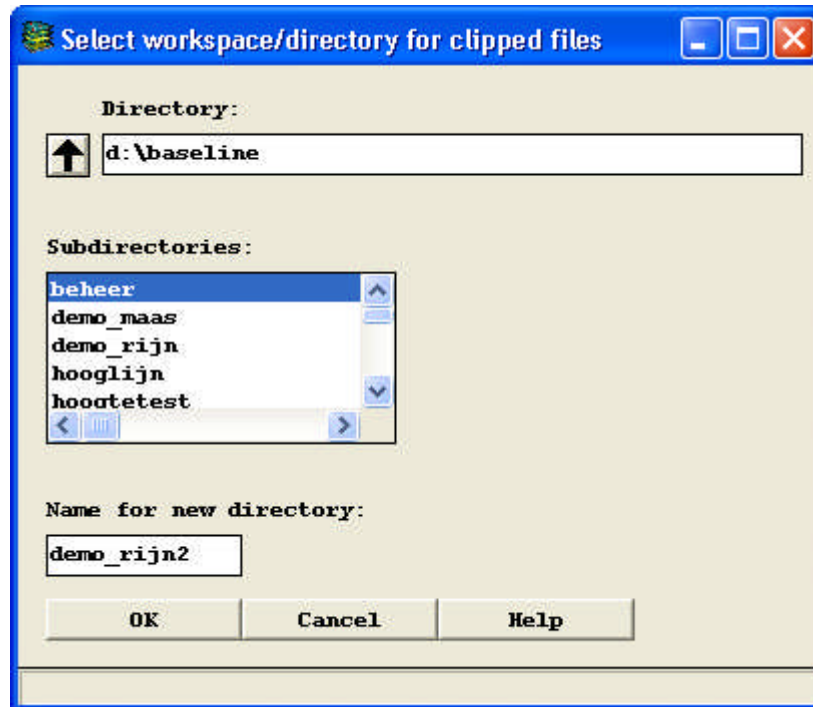 Select workspace/directory for clipped files
Directory:
d:\baseline
Subdirectories:
beheer
demo_maas
demo_rijn
hooglijn
hoogtetest
Name for new directory:
demo_rijn2
OK Cancel Help